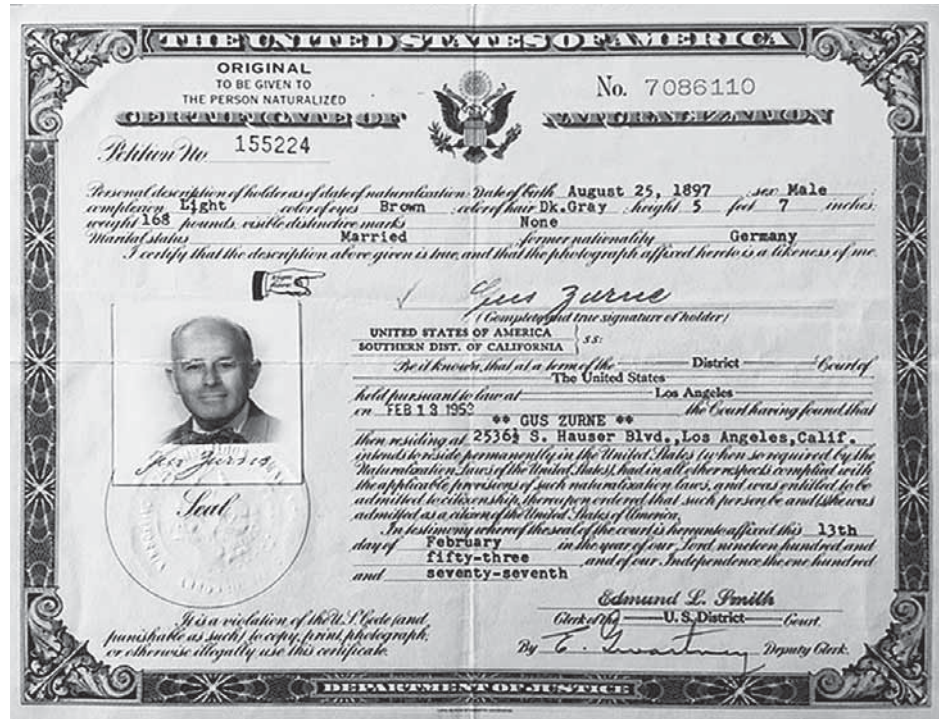 THE UNITED STATES OF AMERICA
ORIGINAL
TO BE GIVEN TO
THE PERSON NATURALIZED
No. 7086110
CERTIFICATE OF NATURALIZATION
Petition No. 155224
Personal description of holder as of date of naturalization: Date of birth August 25, 1897 sex Male
complexion Light color of eyes Brown color of hair Dk.Gray height 5 feet 7 inches;
weight 168 pounds, visible distinctive marks None
Marital status Married former nationality Germany
I certify that the description above given is true, and that the photograph affixed hereto is a likeness of me.
Gus Zurne
(Complete and true signature of holder)
UNITED STATES OF AMERICA
SOUTHERN DIST. OF CALIFORNIA
ss:
Be it known, that at a term of the District Court of
The United States
held pursuant to law at Los Angeles
on FEB 13 1953 the Court having found that
** GUS ZURNE **
then residing at 2536½ S. Hauser Blvd.,Los Angeles,Calif.
intends to reside permanently in the United States (when so required by the
Naturalization Laws of the United States), had in all other respects complied with
the applicable provisions of such naturalization laws, and was entitled to be
admitted to citizenship, thereupon ordered that such person be and (s)he was
admitted as a citizen of the United States of America.
In testimony whereof the seal of the court is hereunto affixed this 13th
day of February in the year of our Lord nineteen hundred and
fifty-three and of our Independence the one hundred
and seventy-seventh
Gus Zurne
Seal
It is a violation of the U.S. Code (and
punishable as such) to copy, print, photograph,
or otherwise illegally use this certificate.
Edmund L. Smith
Clerk of the U.S. District Court.
By E. Deputy Clerk.
DEPARTMENT OF JUSTICE